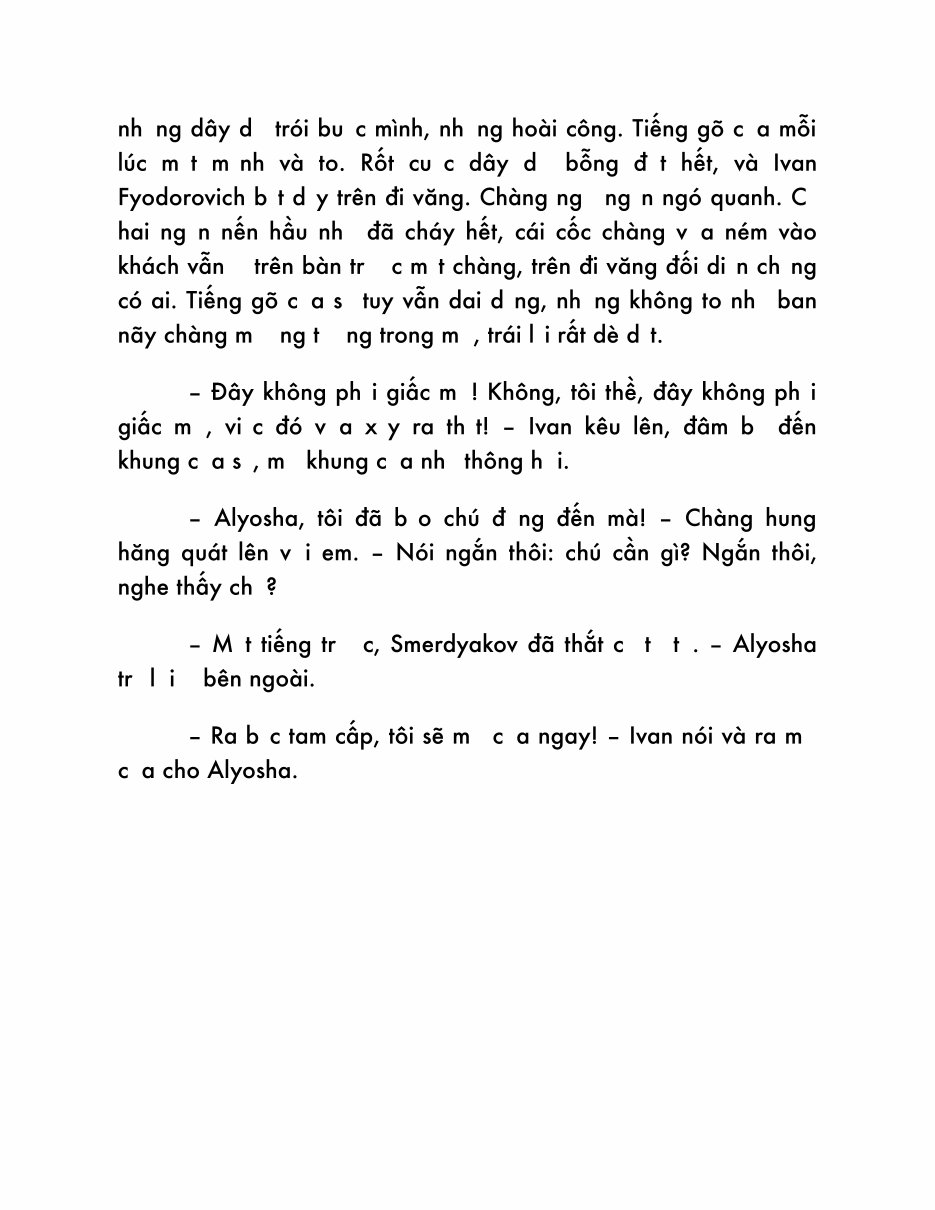 nh ng dây d trói bu c mình, nh ng hoài công. Tiếng gõ c a mỗi
lúc m t m nh và to. Rốt cu c dây d bỗng đ t hết, và Ivan
Fyodorovich b t d y trên đi văng. Chàng ng ng n ngó quanh. C
hai ng n nến hầu nh đã cháy hết, cái cốc chàng v a ném vào
khách vẫn trên bàn tr c m t chàng, trên đi văng đối di n ch ng
có ai. Tiếng gõ c a s tuy vẫn dai d ng, nh ng không to nh ban
nãy chàng m ng t ng trong m , trái l i rất dè d t.
– Đây không ph i giấc m ! Không, tôi thề, đây không ph i
giấc m , vi c đó v a x y ra th t! – Ivan kêu lên, đâm b đến
khung c a s , m khung c a nh thông h i.
– Alyosha, tôi đã b o chú đ ng đến mà! – Chàng hung
hăng quát lên v i em. – Nói ngắn thôi: chú cần gì? Ngắn thôi,
nghe thấy ch ?
– M t tiếng tr c, Smerdyakov đã thắt c t t . – Alyosha
tr l i bên ngoài.
– Ra b c tam cấp, tôi sẽ m c a ngay! – Ivan nói và ra m
c a cho Alyosha.